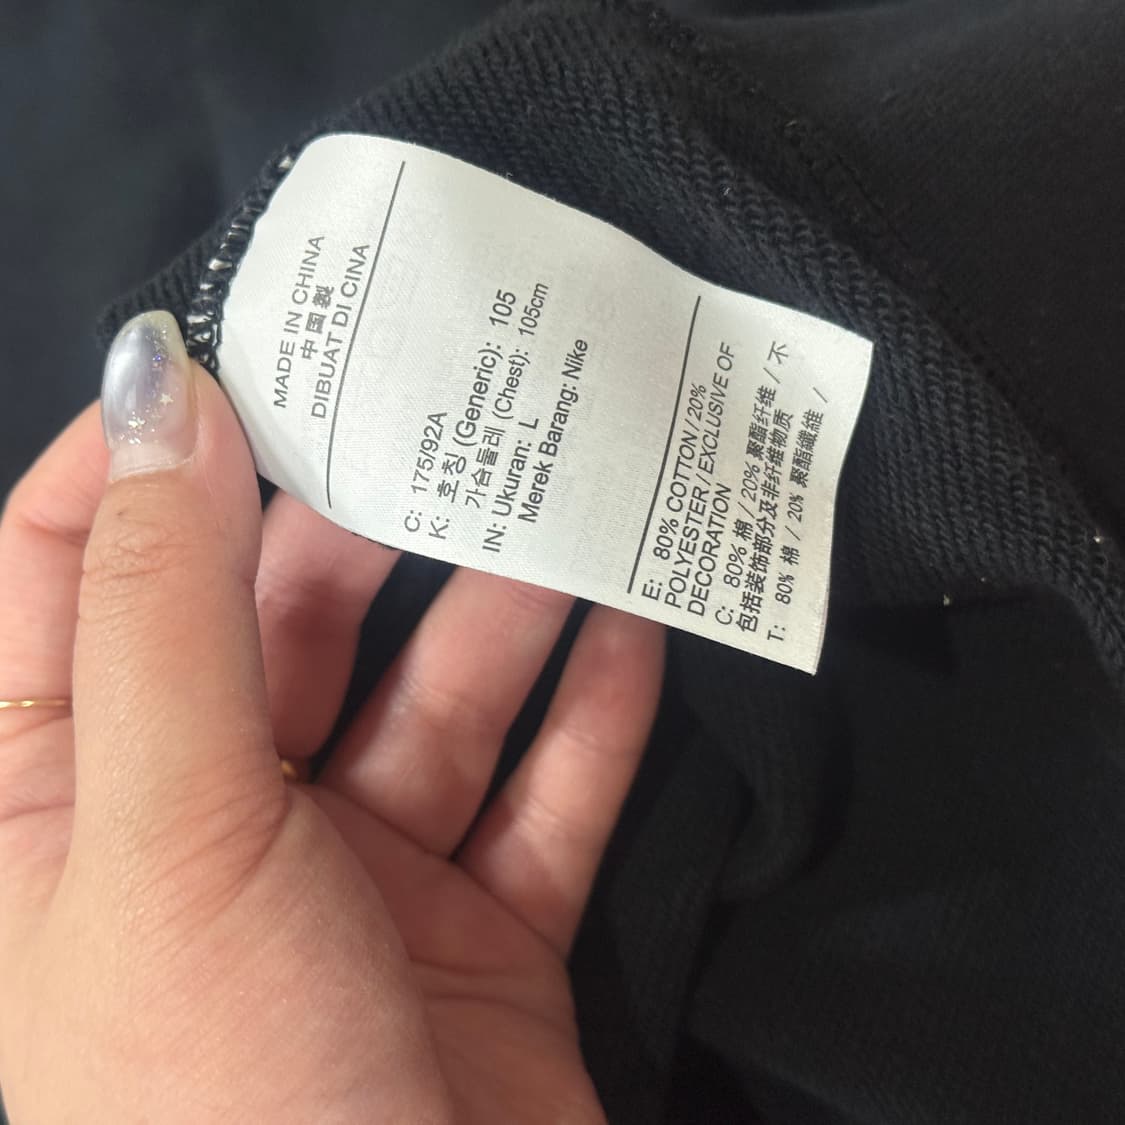 MADE IN CHINA
中国製
DIBUAT DI CINA
C: 175/92A
K: 호칭 (Generic): 105
가슴둘레 (Chest): 105cm
IN: Ukuran: L
Merek Barang: Nike
E: 80% COTTON / 20%
POLYESTER / EXCLUSIVE OF
DECORATION
C: 80% 棉 / 20% 聚酯纤维 / 不
包括装饰部分及非纤维物质
T: 80% 棉 / 20% 聚酯纖維 /